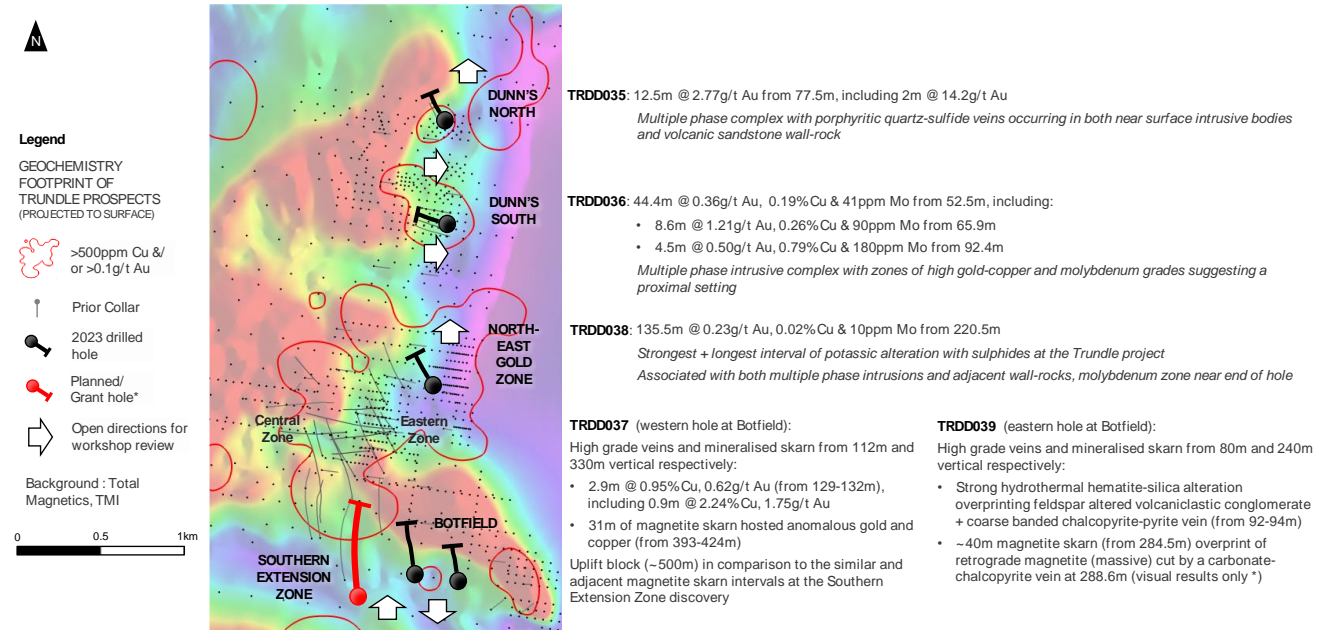 N
Legend
GEOCHEMISTRY
FOOTPRINT OF
TRUNDLE PROSPECTS
(PROJECTED TO SURFACE)
>500ppm Cu &/
or >0.1g/t Au
Prior Collar
2023 drilled
hole
Planned/
Grant hole*
Open directions for
workshop review
Background : Total
Magnetics, TMI
0 0.5 1km
DUNN'S
NORTH
DUNN'S
SOUTH
NORTH-
EAST
GOLD
ZONE
Central
Zone
Eastern
Zone
BOTFIELD
SOUTHERN
EXTENSION
ZONE
TRDD035: 12.5m @ 2.77g/t Au from 77.5m, including 2m @ 14.2g/t Au
Multiple phase complex with porphyritic quartz-sulfide veins occurring in both near surface intrusive bodies
and volcanic sandstone wall-rock
TRDD036: 44.4m @ 0.36g/t Au, 0.19%Cu & 41ppm Mo from 52.5m, including:
• 8.6m @ 1.21g/t Au, 0.26%Cu & 90ppm Mo from 65.9m
• 4.5m @ 0.50g/t Au, 0.79%Cu & 180ppm Mo from 92.4m
Multiple phase intrusive complex with zones of high gold-copper and molybdenum grades suggesting a
proximal setting
TRDD038: 135.5m @ 0.23g/t Au, 0.02%Cu & 10ppm Mo from 220.5m
Strongest + longest interval of potassic alteration with sulphides at the Trundle project
Associated with both multiple phase intrusions and adjacent wall-rocks, molybdenum zone near end of hole
TRDD037 (western hole at Botfield):
High grade veins and mineralised skarn from 112m and
330m vertical respectively:
• 2.9m @ 0.95%Cu, 0.62g/t Au (from 129-132m),
including 0.9m @ 2.24%Cu, 1.75g/t Au
• 31m of magnetite skarn hosted anomalous gold and
copper (from 393-424m)
Uplift block (~500m) in comparison to the similar and
adjacent magnetite skarn intervals at the Southern
Extension Zone discovery
TRDD039 (eastern hole at Botfield):
High grade veins and mineralised skarn from 80m and 240m
vertical respectively:
• Strong hydrothermal hematite-silica alteration
overprinting feldspar altered volcaniclastic conglomerate
+ coarse banded chalcopyrite-pyrite vein (from 92-94m)
• ~40m magnetite skarn (from 284.5m) overprint of
retrograde magnetite (massive) cut by a carbonate-
chalcopyrite vein at 288.6m (visual results only *)